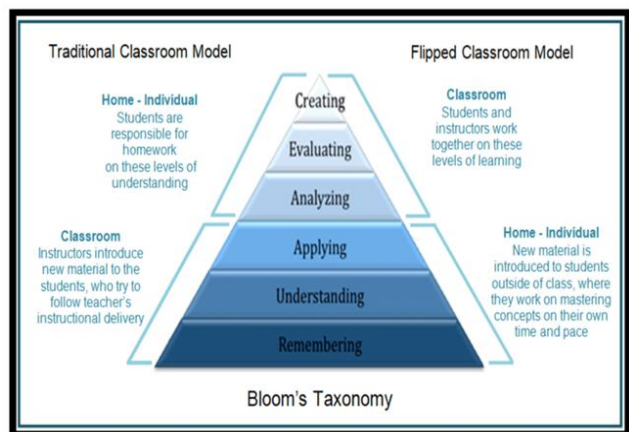 Traditional Classroom Model
Flipped Classroom Model
Home - Individual
Students are
responsible for
homework
on these levels of
understanding
Classroom
Instructors introduce
new material to the
students, who try to
follow teacher's
instructional delivery
Creating
Evaluating
Analyzing
Applying
Understanding
Remembering
Classroom
Students and
instructors work
together on these
levels of learning
Home - Individual
New material is
introduced to students
outside of class, where
they work on mastering
concepts on their own
time and pace
Bloom's Taxonomy